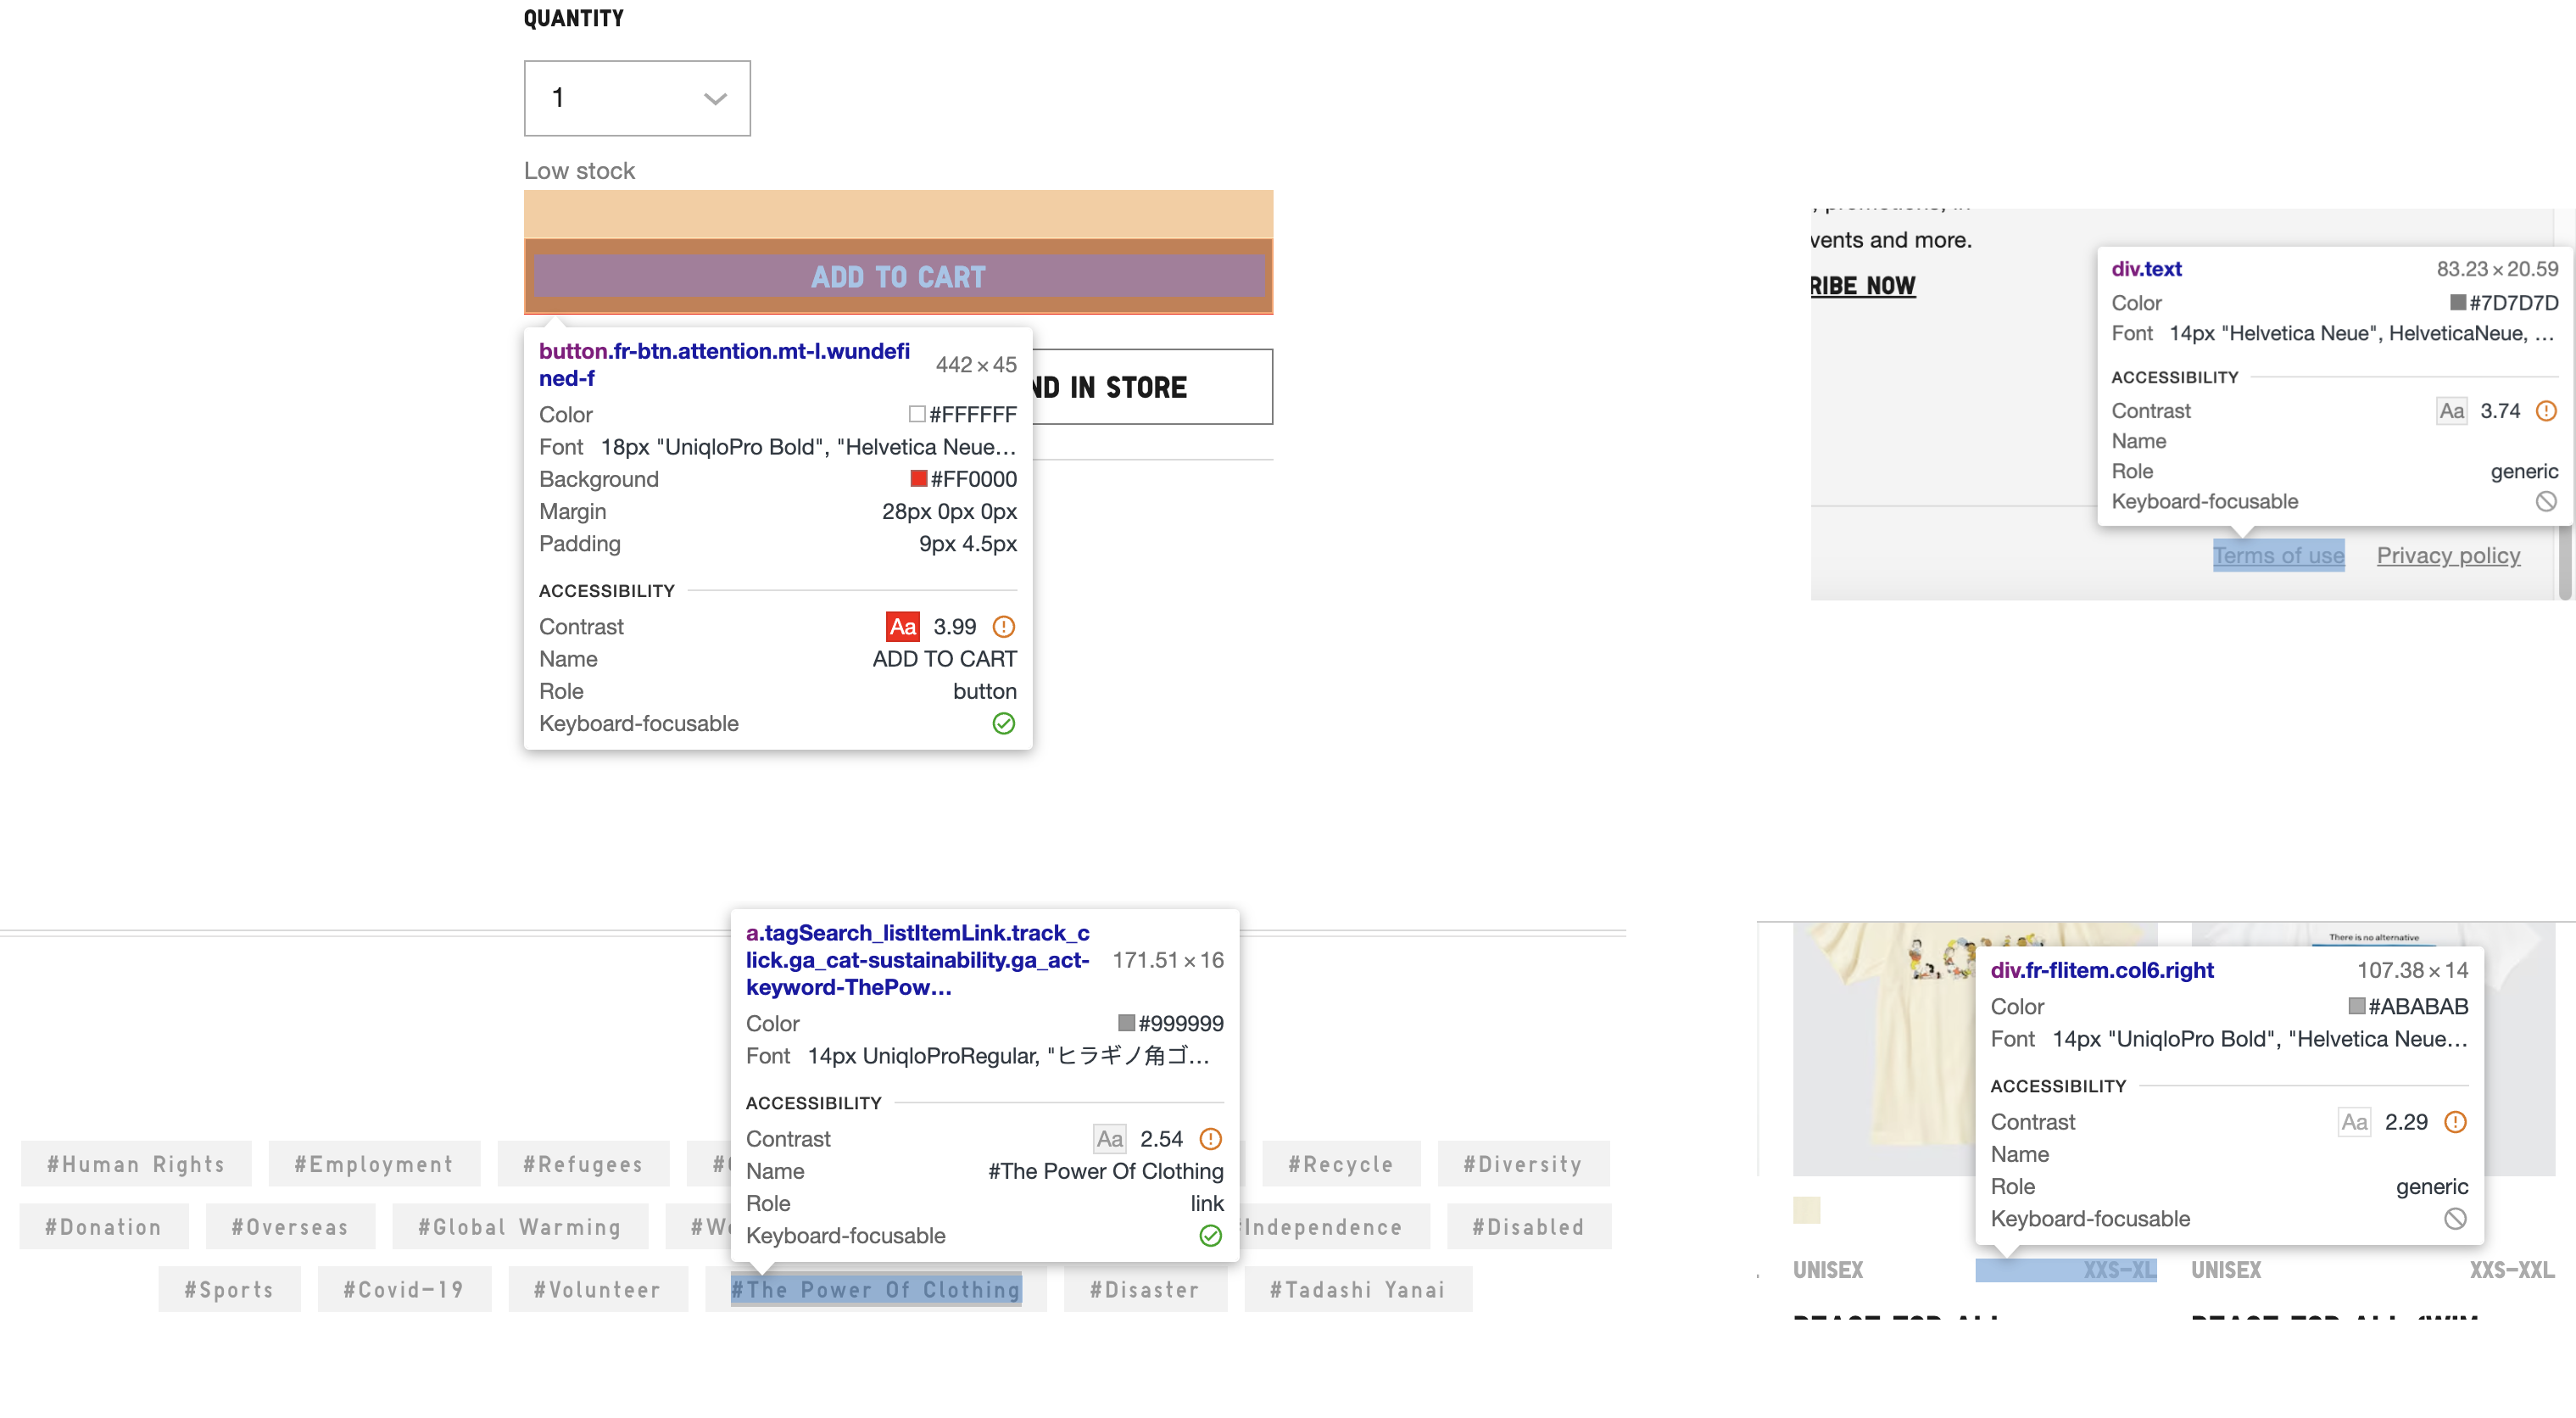 QUANTITY
1
Low stock
ADD TO CART
button.fr-btn.attention.mt-l.wundefi
ned-f
442 × 45
Color #FFFFFF
Font 18px "UniqloPro Bold", "Helvetica Neue...
Background #FF0000
Margin 28px 0px 0px
Padding 9px 4.5px
ACCESSIBILITY
Contrast Aa 3.99
Name ADD TO CART
Role button
Keyboard-focusable
ND IN STORE
vents and more.
RIBE NOW
div.text 83.23 × 20.59
Color #7D7D7D
Font 14px "Helvetica Neue", HelveticaNeue, ...
ACCESSIBILITY
Contrast Aa 3.74
Name
Role generic
Keyboard-focusable
Terms of use Privacy policy
a.tagSearch_listItemLink.track_c
lick.ga_cat-sustainability.ga_act-
keyword-ThePow...
171.51 × 16
Color #999999
Font 14px UniqloProRegular, "ヒラギノ角ゴ...
ACCESSIBILITY
Contrast Aa 2.54
Name #The Power Of Clothing
Role link
Keyboard-focusable
#Human Rights #Employment #Refugees #Recycle #Diversity
#Donation #Overseas #Global Warming #Independence #Disabled
#Sports #Covid-19 #Volunteer #The Power Of Clothing #Disaster #Tadashi Yanai
There is no alternative
div.fr-flitem.col6.right 107.38 × 14
Color #ABABAB
Font 14px "UniqloPro Bold", "Helvetica Neue...
ACCESSIBILITY
Contrast Aa 2.29
Name
Role generic
Keyboard-focusable
UNISEX XXS-XL UNISEX XXS-XXL